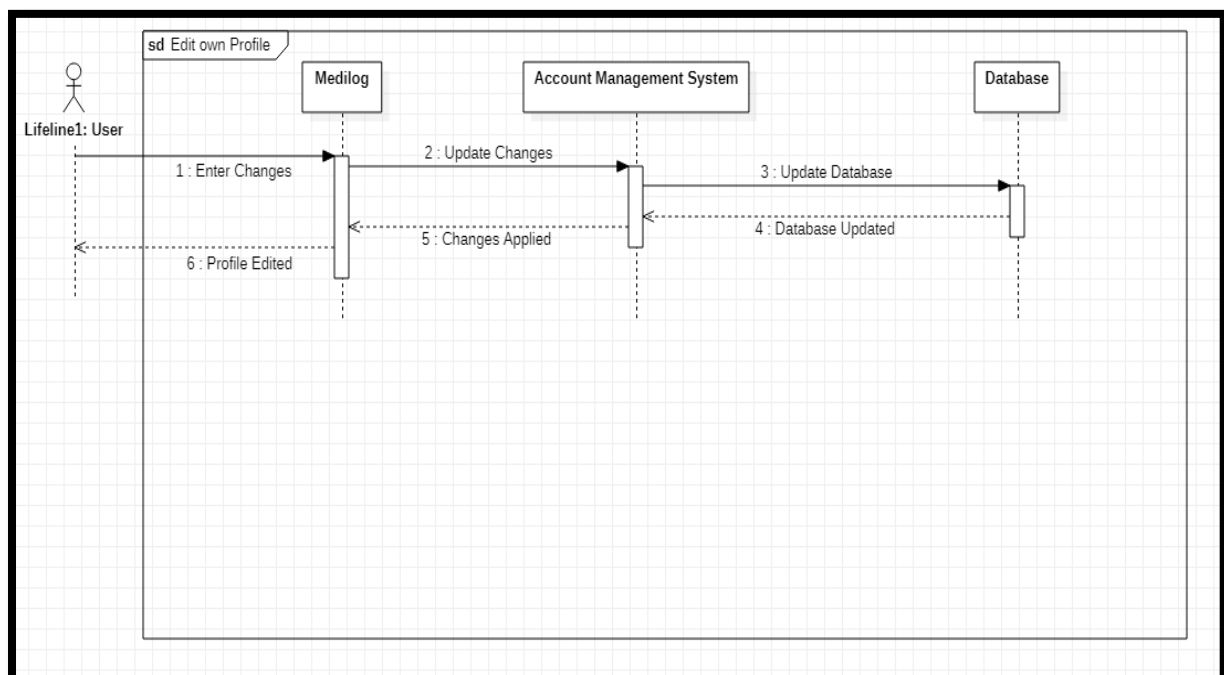 sd Edit own Profile
Medilog
Account Management System
Database
Lifeline1: User
1 : Enter Changes
2 : Update Changes
3 : Update Database
4 : Database Updated
5 : Changes Applied
6 : Profile Edited